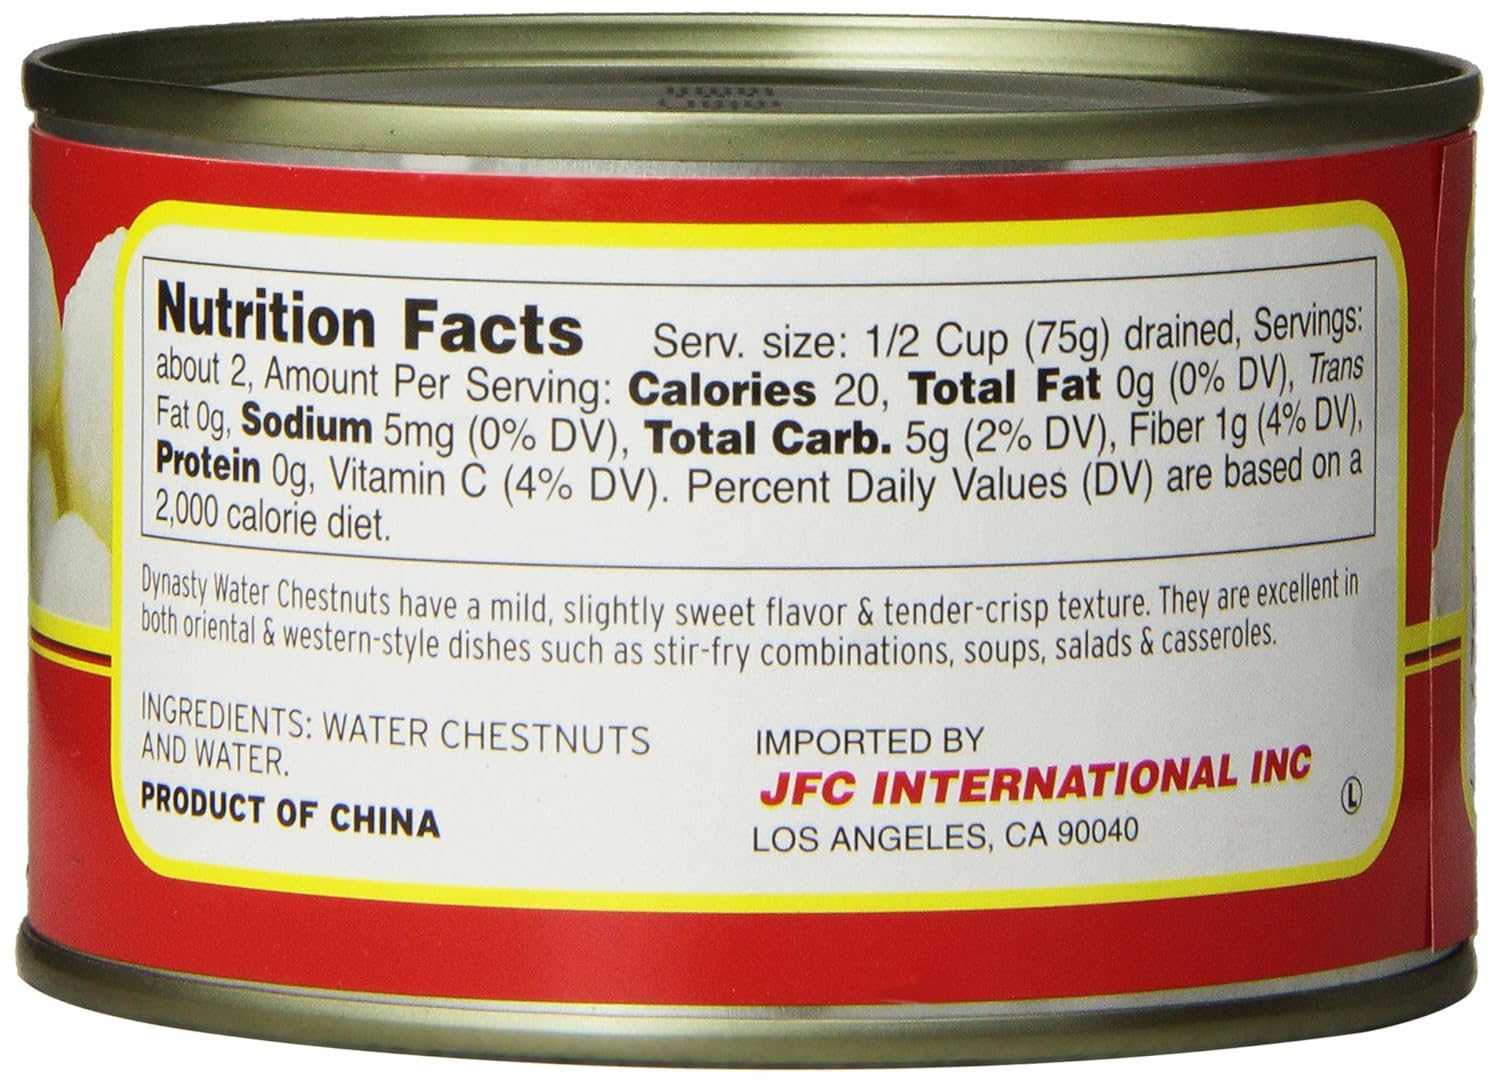 Nutrition Facts Serv. size: 1/2 Cup (75g) drained, Servings:
about 2, Amount Per Serving: Calories 20, Total Fat 0g (0% DV), Trans
Fat 0g, Sodium 5mg (0% DV), Total Carb. 5g (2% DV), Fiber 1g (4% DV),
Protein 0g, Vitamin C (4% DV). Percent Daily Values (DV) are based on a
2,000 calorie diet.
Dynasty Water Chestnuts have a mild, slightly sweet flavor & tender-crisp texture. They are excellent in
both oriental & western-style dishes such as stir-fry combinations, soups, salads & casseroles.
INGREDIENTS: WATER CHESTNUTS
AND WATER.
PRODUCT OF CHINA
IMPORTED BY
JFC INTERNATIONAL INC
LOS ANGELES, CA 90040
L